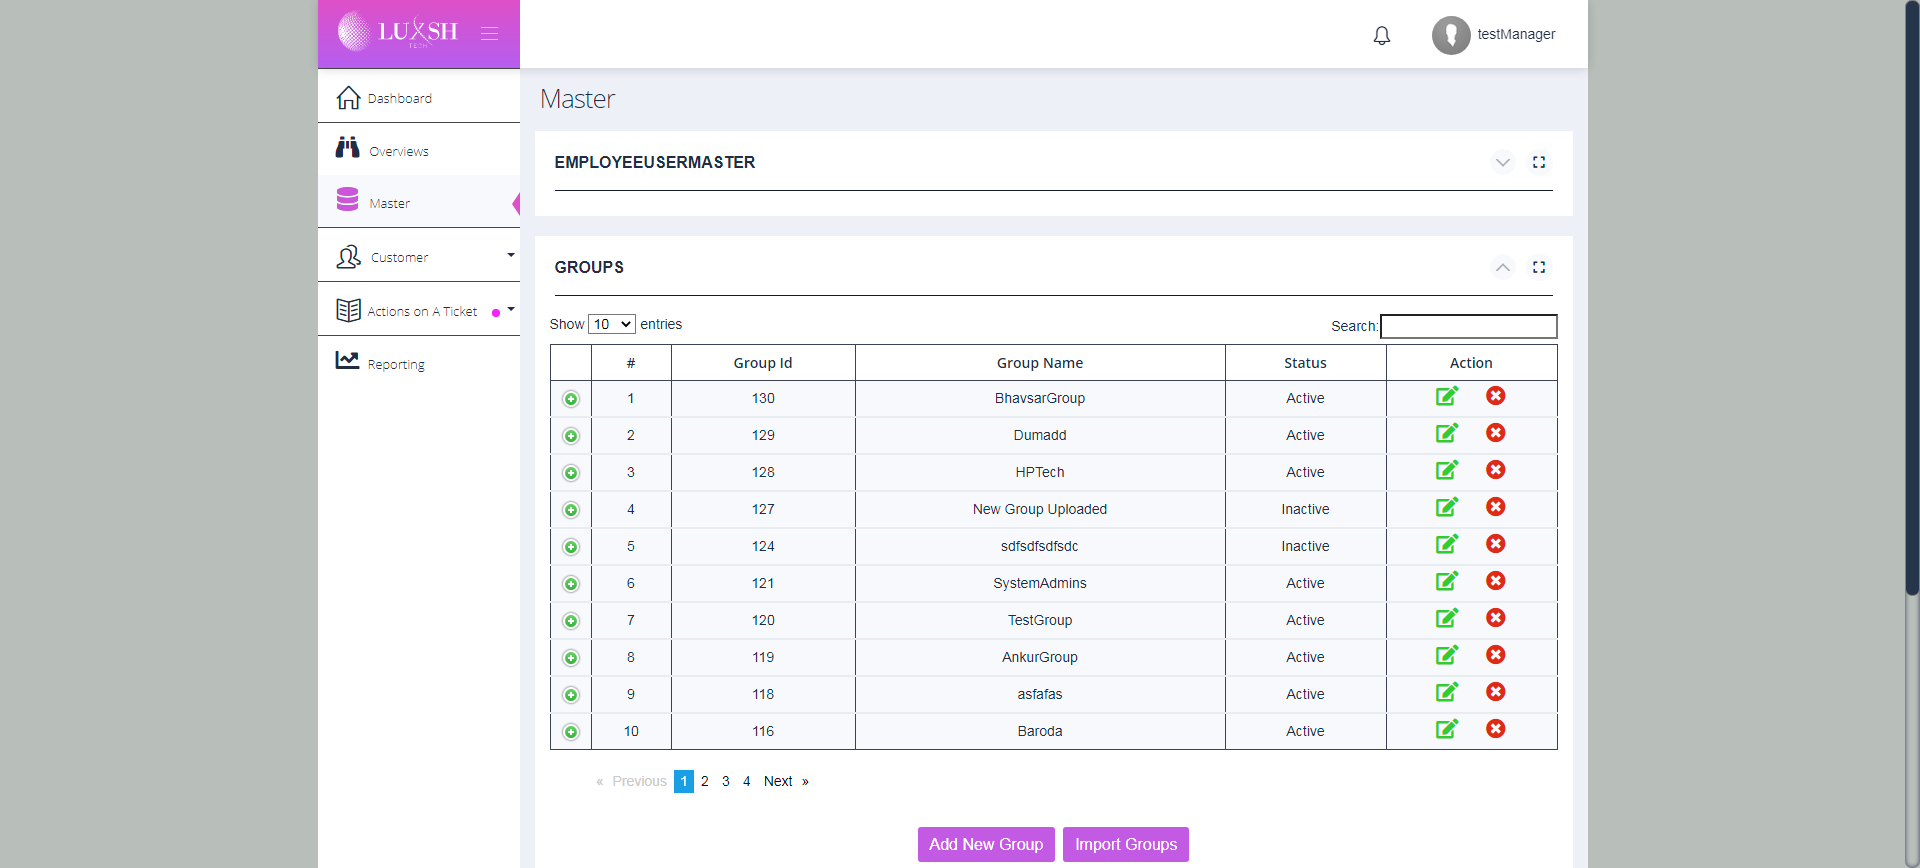 LUXSH
TECH
testManager
Dashboard
Overviews
Master
Customer
Actions on A Ticket
Reporting
Master
EMPLOYEEUSERMASTER
GROUPS
Show 10 entries
Search:
# Group Id Group Name Status Action
1 130 BhavsarGroup Active
2 129 Dumadd Active
3 128 HPTech Active
4 127 New Group Uploaded Inactive
5 124 sdfsdfsdfsdc Inactive
6 121 SystemAdmins Active
7 120 TestGroup Active
8 119 AnkurGroup Active
9 118 asfafas Active
10 116 Baroda Active
« Previous 1 2 3 4 Next »
Add New Group Import Groups